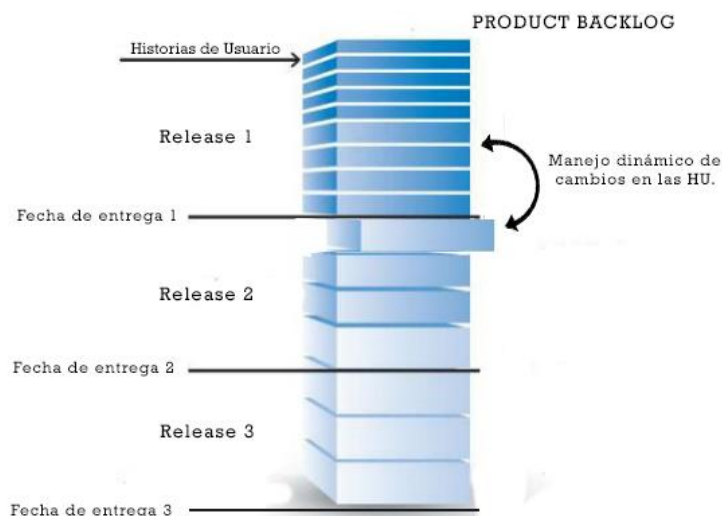 PRODUCT BACKLOG
Historias de Usuario
Release 1
Manejo dinámico de
cambios en las HU.
Fecha de entrega 1
Release 2
Fecha de entrega 2
Release 3
Fecha de entrega 3